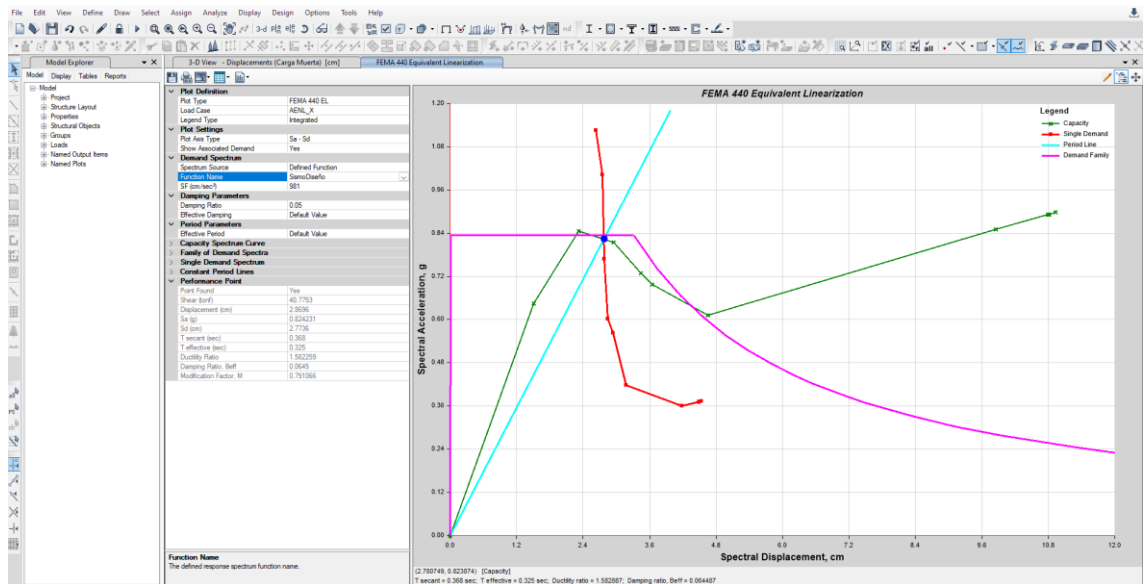 File Edit View Define Draw Select Assign Analyze Display Design Options Tools Help
3-d
nd
Model Explorer
3-D View - Displacements (Carga Muerta) [cm]
FEMA 440 Equivalent Linearization
Model Display Tables Reports
Model
Project
Structure Layout
Properties
Structural Objects
Groups
Loads
Named Output Items
Named Plots
Plot Definition
Plot Type FEMA 440 EL
Load Case AENL_X
Legend Type Integrated
Plot Settings
Plot Axis Type Sa - Sd
Show Associated Demand Yes
Demand Spectrum
Spectrum Source Defined Function
Function Name SismoDiseño
SF (cm/sec²) 981
Damping Parameters
Damping Ratio 0.05
Effective Damping Default Value
Period Parameters
Effective Period Default Value
Capacity Spectrum Curve
Family of Demand Spectra
Single Demand Spectrum
Constant Period Lines
Performance Point
Point Found Yes
Shear (tonf) 40.7753
Displacement (cm) 2.8696
Sa (g) 0.824231
Sd (cm) 2.7736
T secant (sec) 0.368
T effective (sec) 0.325
Ductility Ratio 1.582259
Damping Ratio, Beff 0.0645
Modification Factor, M 0.791066
Function Name
The defined response spectrum function name.
FEMA 440 Equivalent Linearization
Legend
Capacity
Single Demand
Period Line
Demand Family
1.20
1.08
0.96
0.84
0.72
0.60
0.48
0.36
0.24
0.12
0.00
Spectral Acceleration, g
0.0 1.2 2.4 3.6 4.8 6.0 7.2 8.4 9.6 10.8 12.0
Spectral Displacement, cm
(2.780749, 0.823874) [Capacity]
T secant = 0.368 sec; T effective = 0.325 sec; Ductility ratio = 1.582887; Damping ratio, Beff = 0.064487